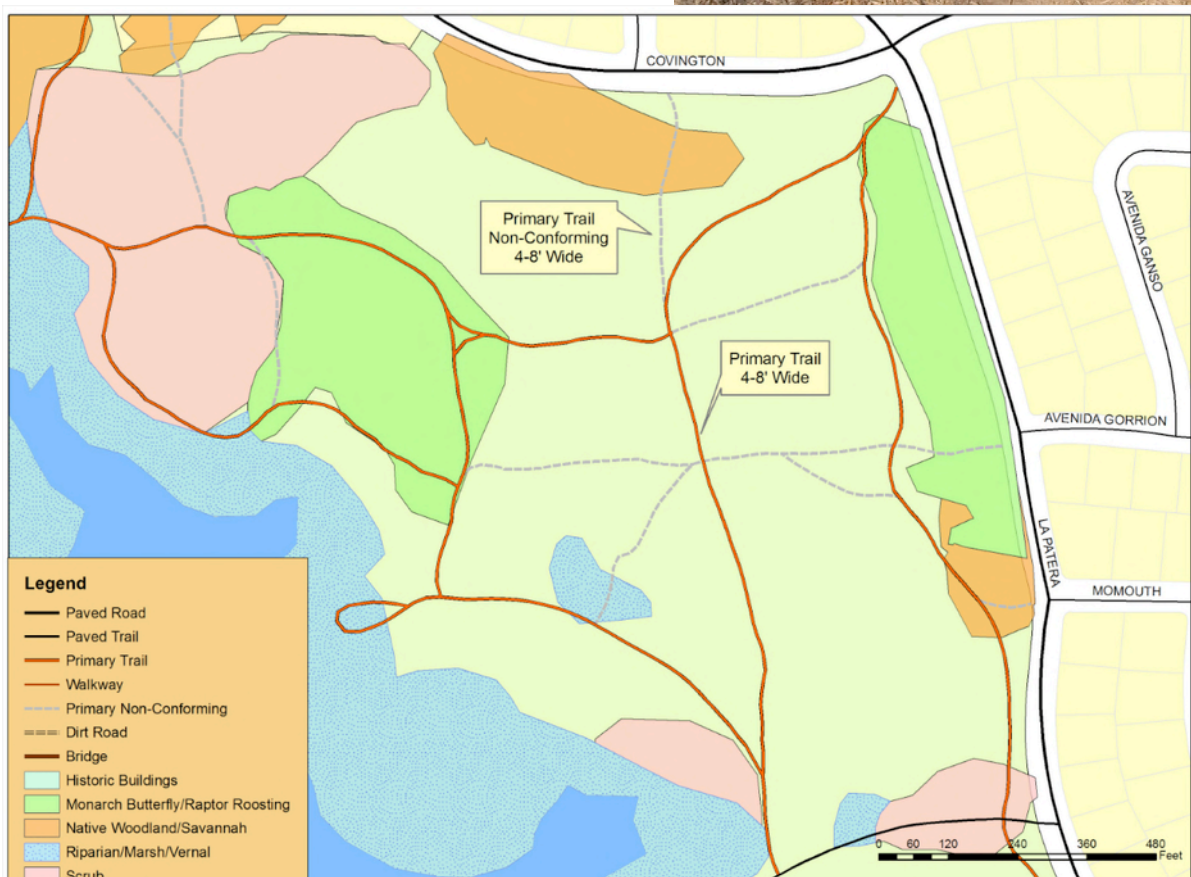 COVINGTON
AVENIDA GANSO
Primary Trail
Non-Conforming
4-8' Wide
Primary Trail
4-8' Wide
AVENIDA GORRION
LA PATERA
MOMOUTH
Legend
Paved Road
Paved Trail
Primary Trail
Walkway
Primary Non-Conforming
Dirt Road
Bridge
Historic Buildings
Monarch Butterfly/Raptor Roosting
Native Woodland/Savannah
Riparian/Marsh/Vernal
Scrub
0 60 120 240 360 480
Feet